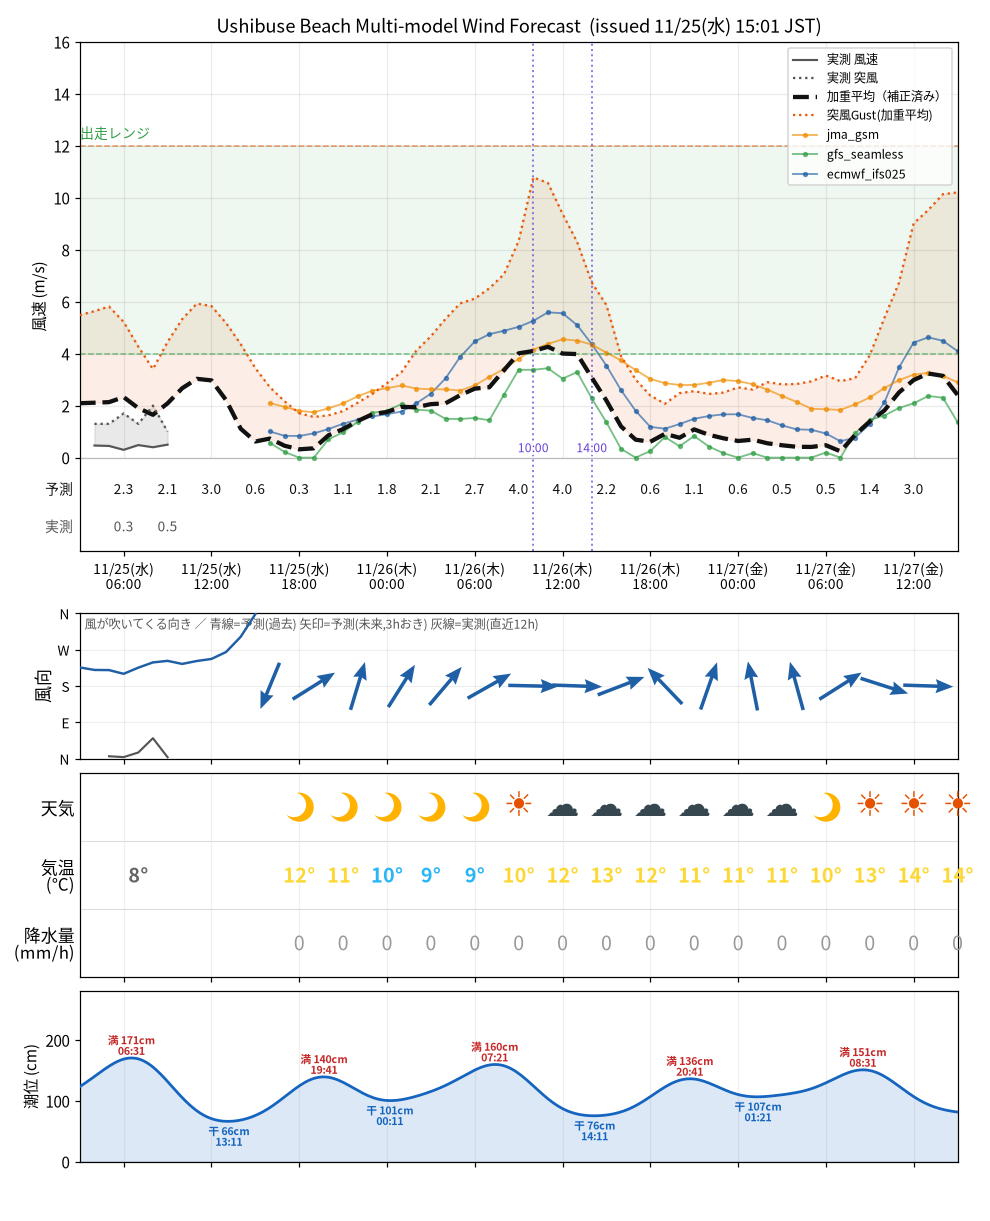 Ushibuse Beach Multi-model Wind Forecast  (issued 11/25(水) 15:01 JST)
風速 (m/s)
16
14
12
10
8
6
4
2
0
出走レンジ
実測 風速
実測 突風
加重平均（補正済み）
突風Gust(加重平均)
jma_gsm
gfs_seamless
ecmwf_ifs025
10:00 14:00
予測 2.3 2.1 3.0 0.6 0.3 1.1 1.8 2.1 2.7 4.0 4.0 2.2 0.6 1.1 0.6 0.5 0.5 1.4 3.0
実測 0.3 0.5
11/25(水) 11/25(水) 11/25(水) 11/26(木) 11/26(木) 11/26(木) 11/26(木) 11/27(金) 11/27(金) 11/27(金)
06:00 12:00 18:00 00:00 06:00 12:00 18:00 00:00 06:00 12:00
風向
N
W
S
E
N
風が吹いてくる向き ／ 青線=予測(過去) 矢印=予測(未来,3hおき) 灰線=実測(直近12h)
天気
気温
(℃)
8° 12° 11° 10° 9° 9° 10° 12° 13° 12° 11° 11° 11° 10° 13° 14° 14°
降水量
(mm/h)
0 0 0 0 0 0 0 0 0 0 0 0 0 0 0 0
潮位 (cm)
200
100
0
満 171cm
06:31
干 66cm
13:11
満 140cm
19:41
干 101cm
00:11
満 160cm
07:21
干 76cm
14:11
満 136cm
20:41
干 107cm
01:21
満 151cm
08:31